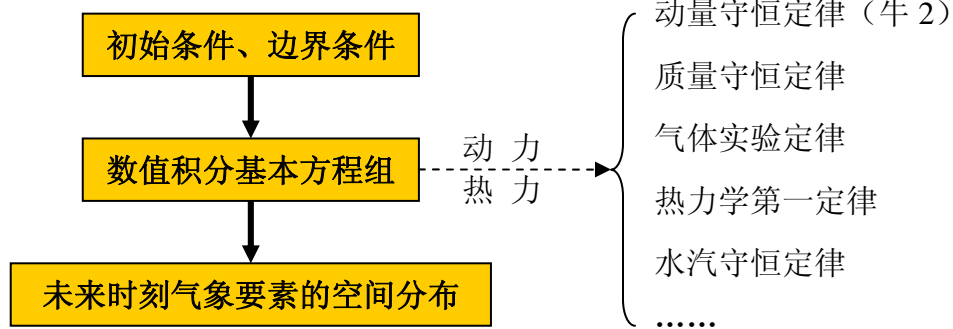 初始条件、边界条件
数值积分基本方程组
未来时刻气象要素的空间分布
动 力
热 力
动量守恒定律（牛 2）
质量守恒定律
气体实验定律
热力学第一定律
水汽守恒定律
……